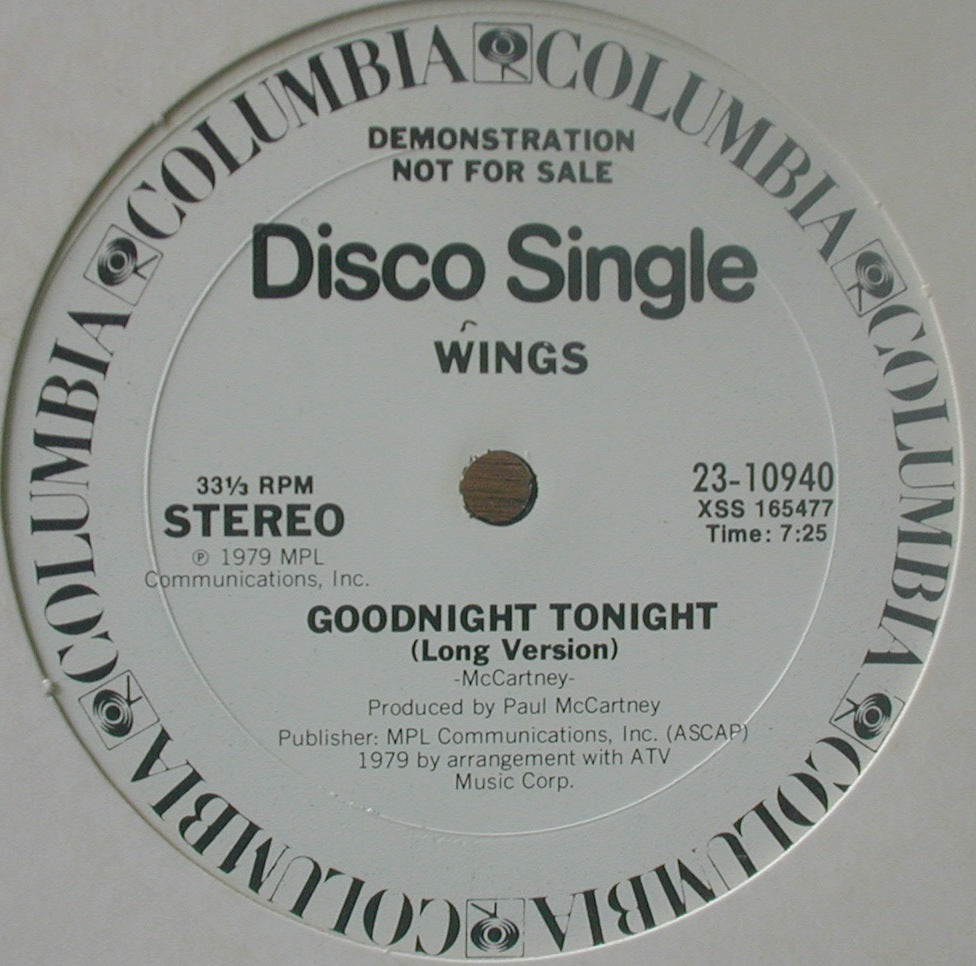 COLUMBIA COLUMBIA COLUMBIA COLUMBIA COLUMBIA COLUMBIA
DEMONSTRATION
NOT FOR SALE
Disco Single
WINGS
33⅓ RPM
STEREO
℗ 1979 MPL
Communications, Inc.
23-10940
XSS 165477
Time: 7:25
GOODNIGHT TONIGHT
(Long Version)
-McCartney-
Produced by Paul McCartney
Publisher: MPL Communications, Inc. (ASCAP)
1979 by arrangement with ATV
Music Corp.